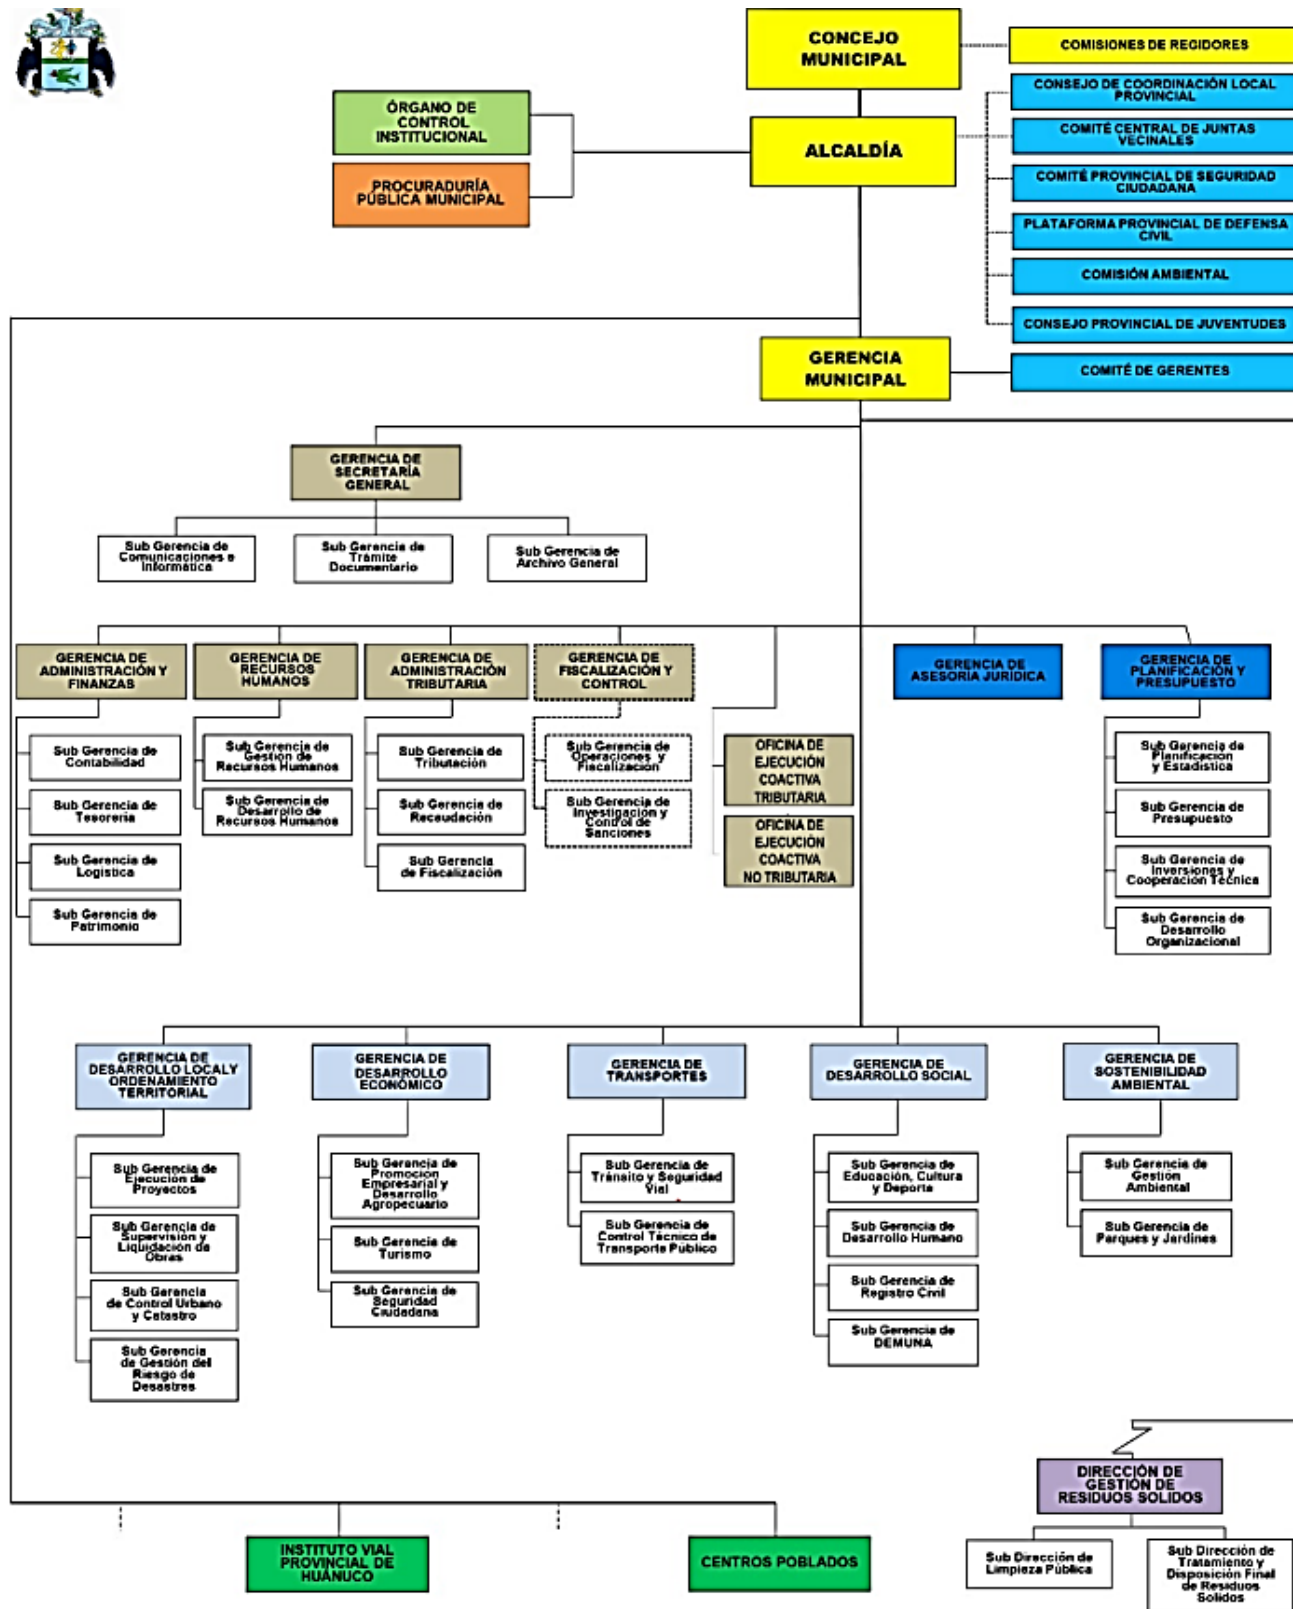 CONCEJO
MUNICIPAL
COMISIONES DE REGIDORES
CONSEJO DE COORDINACIÓN LOCAL
PROVINCIAL
ÓRGANO DE
CONTROL
INSTITUCIONAL
ALCALDÍA
COMITÉ CENTRAL DE JUNTAS
VECINALES
PROCURADURÍA
PÚBLICA MUNICIPAL
COMITÉ PROVINCIAL DE SEGURIDAD
CIUDADANA
PLATAFORMA PROVINCIAL DE DEFENSA
CIVIL
COMISIÓN AMBIENTAL
CONSEJO PROVINCIAL DE JUVENTUDES
GERENCIA
MUNICIPAL
COMITÉ DE GERENTES
GERENCIA DE
SECRETARÍA
GENERAL
Sub Gerencia de
Comunicaciones e
Informática
Sub Gerencia de
Trámite
Documentario
Sub Gerencia de
Archivo General
GERENCIA DE
ADMINISTRACIÓN Y
FINANZAS
GERENCIA DE
RECURSOS
HUMANOS
GERENCIA DE
ADMINISTRACIÓN
TRIBUTARIA
GERENCIA DE
FISCALIZACIÓN Y
CONTROL
GERENCIA DE
ASESORÍA JURÍDICA
GERENCIA DE
PLANIFICACIÓN Y
PRESUPUESTO
Sub Gerencia de
Contabilidad
Sub Gerencia de
Tesorería
Sub Gerencia de
Logística
Sub Gerencia de
Patrimonio
Sub Gerencia de
Gestión de
Recursos Humanos
Sub Gerencia de
Desarrollo de
Recursos Humanos
Sub Gerencia de
Tributación
Sub Gerencia de
Recaudación
Sub Gerencia
de Fiscalización
Sub Gerencia de
Operaciones y
Fiscalización
Sub Gerencia de
Investigación y
Control de
Sanciones
OFICINA DE
EJECUCIÓN
COACTIVA
TRIBUTARIA
OFICINA DE
EJECUCIÓN
COACTIVA
NO TRIBUTARIA
Sub Gerencia de
Planificación
y Estadística
Sub Gerencia de
Presupuesto
Sub Gerencia de
Inversiones y
Cooperación Técnica
Sub Gerencia de
Desarrollo
Organizacional
GERENCIA DE
DESARROLLO LOCAL Y
ORDENAMIENTO
TERRITORIAL
GERENCIA DE
DESARROLLO
ECONÓMICO
GERENCIA DE
TRANSPORTES
GERENCIA DE
DESARROLLO SOCIAL
GERENCIA DE
SOSTENIBILIDAD
AMBIENTAL
Sub Gerencia de
Ejecución de
Proyectos
Sub Gerencia de
Supervisión y
Liquidación de
Obras
Sub Gerencia
de Control Urbano
y Catastro
Sub Gerencia
de Gestión del
Riesgo de
Desastres
Sub Gerencia de
Promoción
Empresarial y
Desarrollo
Agropecuario
Sub Gerencia de
Turismo
Sub Gerencia de
Seguridad
Ciudadana
Sub Gerencia de
Tránsito y Seguridad
Vial
Sub Gerencia de
Control Técnico de
Transporte Público
Sub Gerencia de
Educación, Cultura
y Deporte
Sub Gerencia de
Desarrollo Humano
Sub Gerencia de
Registro Civil
Sub Gerencia de
DEMUNA
Sub Gerencia de
Gestión
Ambiental
Sub Gerencia de
Parques y Jardines
DIRECCIÓN DE
GESTIÓN DE
RESIDUOS SOLIDOS
Sub Dirección de
Limpieza Pública
Sub Dirección de
Tratamiento y
Disposición Final
de Residuos
Solidos
INSTITUTO VIAL
PROVINCIAL DE
HUÁNUCO
CENTROS POBLADOS